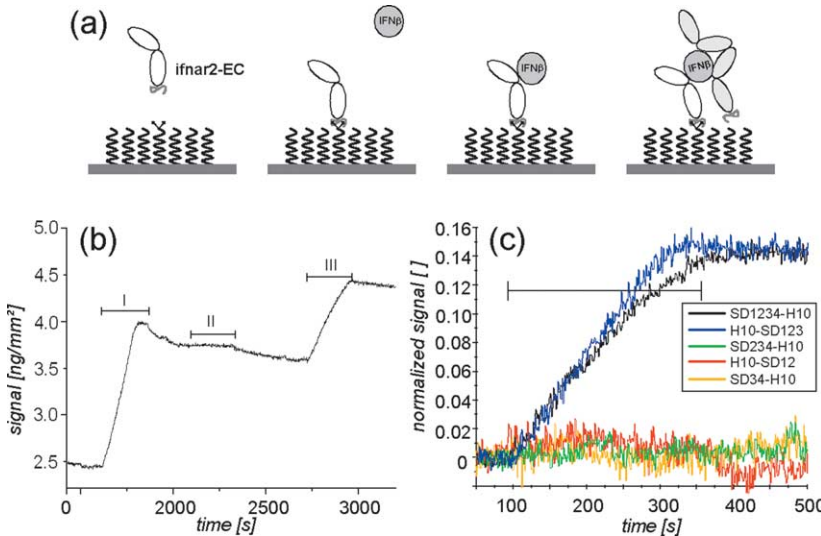 (a)
IFNβ
ifnar2-EC
IFNβ
IFNβ
(b)
5.0
4.5
4.0
3.5
3.0
2.5
signal [ng/mm²]
I
II
III
0
2000
2500
3000
time [s]
(c)
0.16
0.14
0.12
0.10
0.08
0.06
0.04
0.02
0
normalized signal [ ]
SD1234-H10
H10-SD123
SD234-H10
H10-SD12
SD34-H10
100
200
300
400
500
time [s]